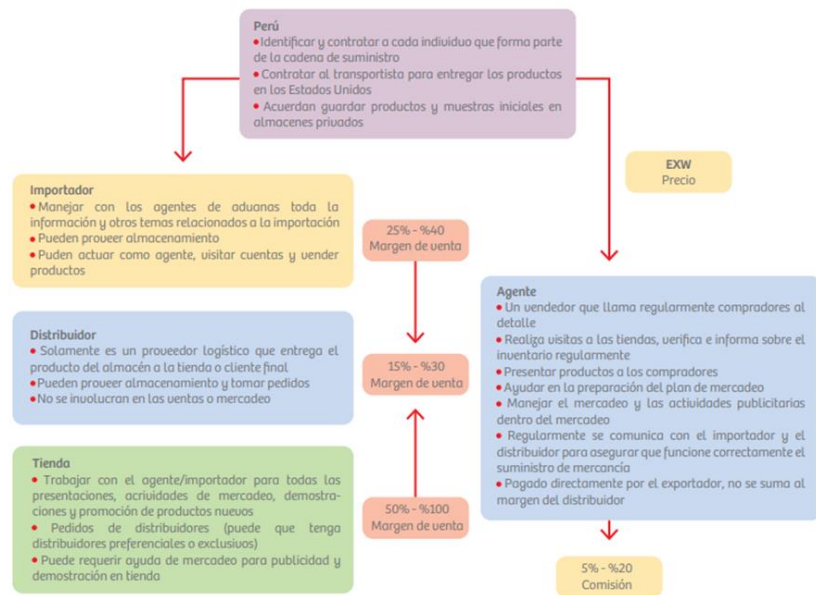 Perú
• Identificar y contratar a cada individuo que forma parte
de la cadena de suministro
• Contratar al transportista para entregar los productos
en los Estados Unidos
• Acuerdan guardar productos y muestras iniciales en
almacenes privados
EXW
Precio
Importador
• Manejar con los agentes de aduanas toda la
información y otros temas relacionados a la importación
• Pueden proveer almacenamiento
• Puden actuar como agente, visitar cuentas y vender
productos
25% - %40
Margen de venta
Distribuidor
• Solamente es un proveedor logístico que entrega el
producto del almacén a la tienda o cliente final
• Pueden proveer almacenamiento y tomar pedidos
• No se involucran en las ventas o mercadeo
15% - %30
Margen de venta
Tienda
• Trabajar con el agente/importador para todas las
presentaciones, acrividades de mercadeo, demostra-
ciones y promoción de productos nuevos
• Pedidos de distribuidores (puede que tenga
distribuidores preferenciales o exclusivos)
• Puede requerir ayuda de mercadeo para publicidad y
demostración en tienda
50% - %100
Margen de venta
Agente
• Un vendedor que llama regularmente compradores al
detalle
• Realiza visitas a las tiendas, verifica e informa sobre el
inventario regularmente
• Presentar productos a los compradores
• Ayudar en la preparación del plan de mercadeo
• Manejar el mercadeo y las actividades publicitarias
dentro del mercadeo
• Regularmente se comunica con el importador y el
distribuidor para asegurar que funcione correctamente el
suministro de mercancía
• Pagado directamente por el exportador, no se suma al
margen del distribuidor
5% - %20
Comisión